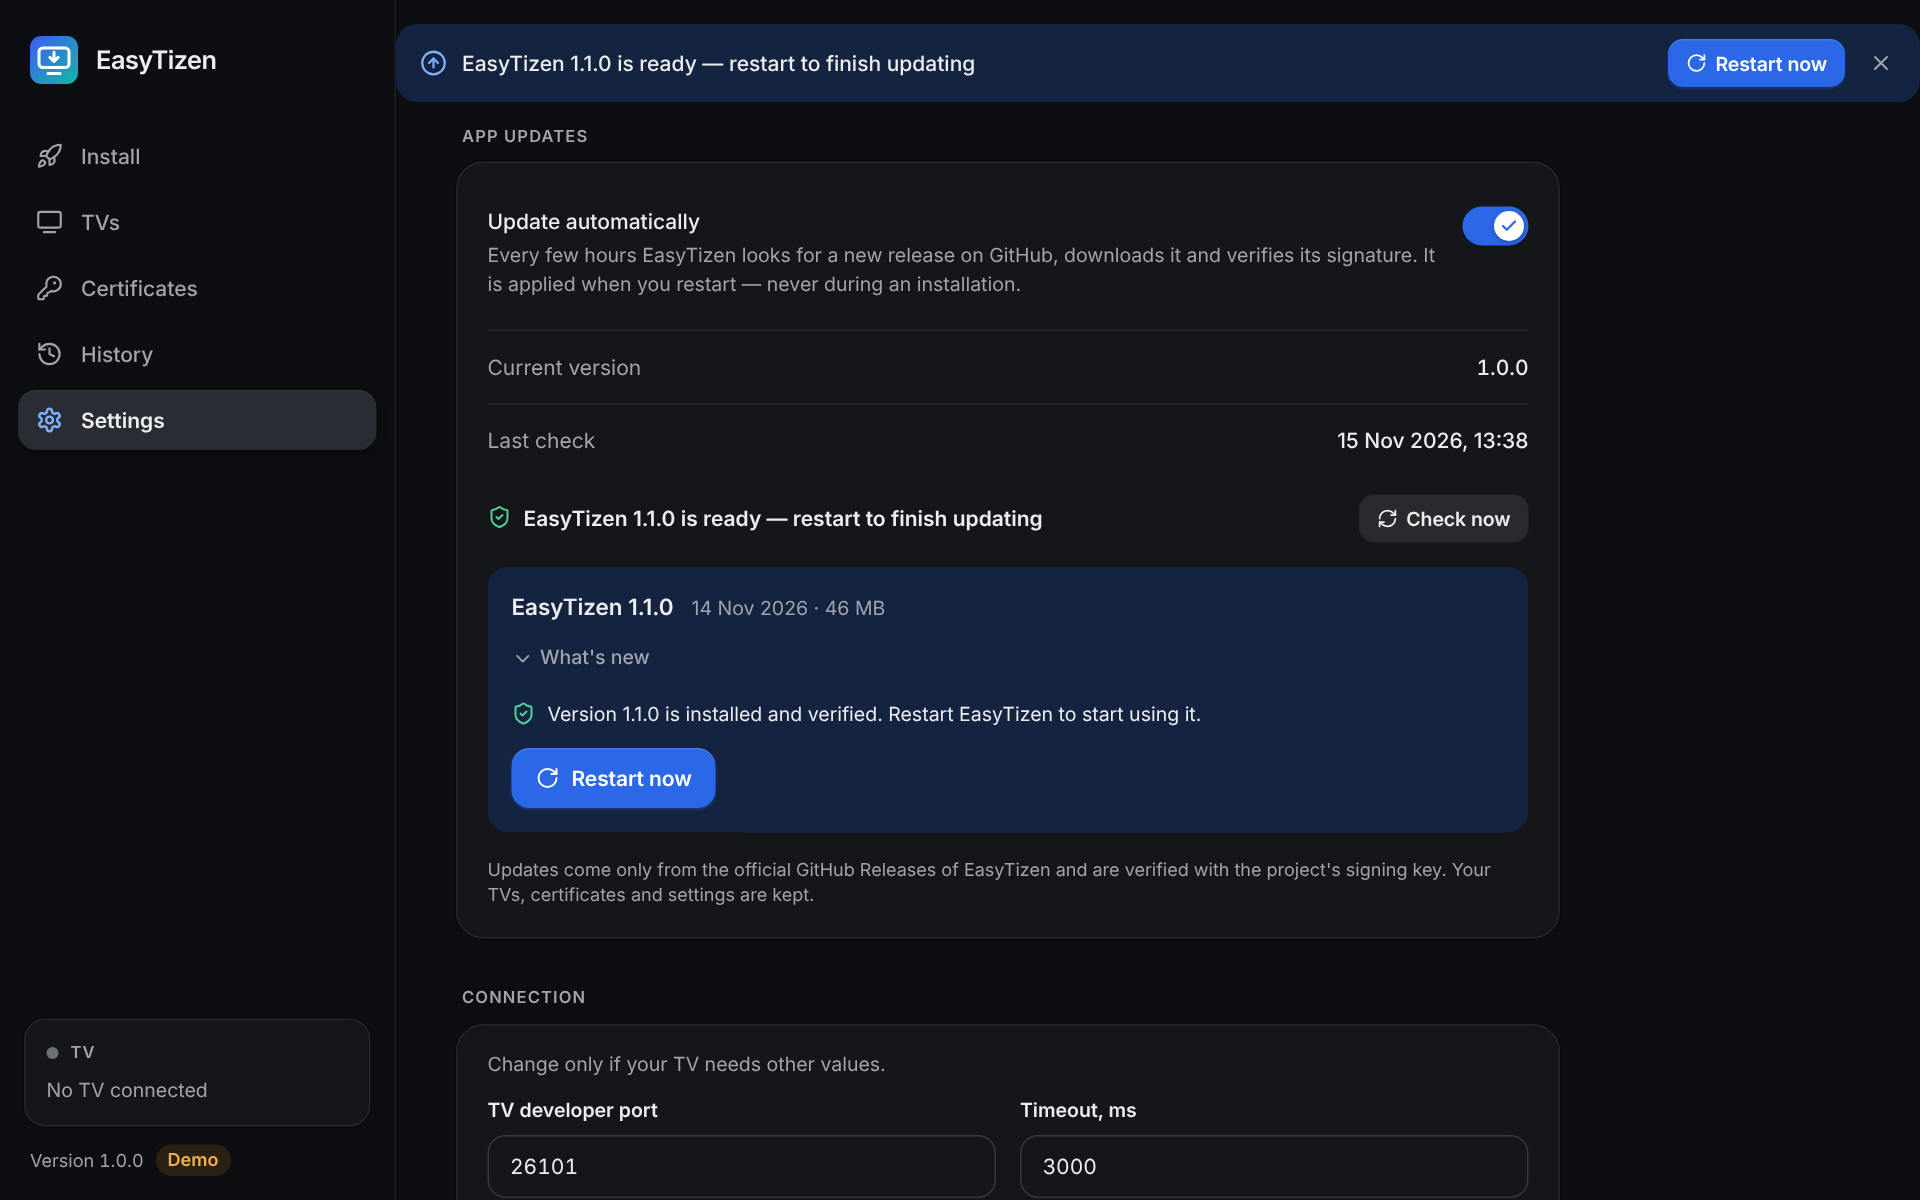 EasyTizen
Install
TVs
Certificates
History
Settings
TV
No TV connected
Version 1.0.0 Demo
EasyTizen 1.1.0 is ready — restart to finish updating
Restart now
APP UPDATES
Update automatically
Every few hours EasyTizen looks for a new release on GitHub, downloads it and verifies its signature. It
is applied when you restart — never during an installation.
Current version 1.0.0
Last check 15 Nov 2026, 13:38
EasyTizen 1.1.0 is ready — restart to finish updating
Check now
EasyTizen 1.1.0 14 Nov 2026 · 46 MB
What's new
Version 1.1.0 is installed and verified. Restart EasyTizen to start using it.
Restart now
Updates come only from the official GitHub Releases of EasyTizen and are verified with the project's signing key. Your
TVs, certificates and settings are kept.
CONNECTION
Change only if your TV needs other values.
TV developer port
26101
Timeout, ms
3000